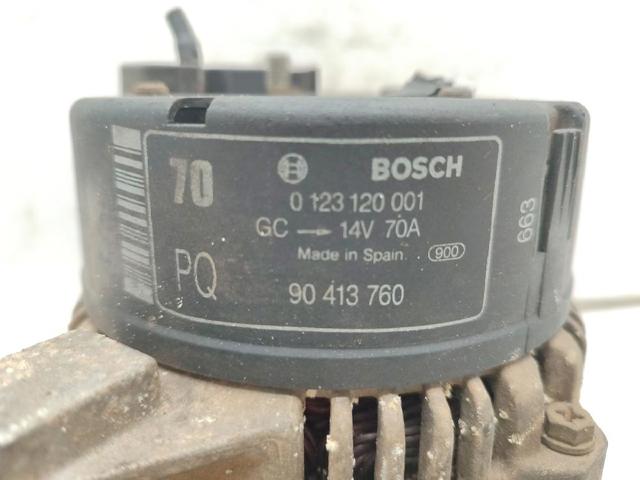 70 BOSCH
0 123 120 001
GC → 14V 70A
Made in Spain 900
PQ 90 413 760
663